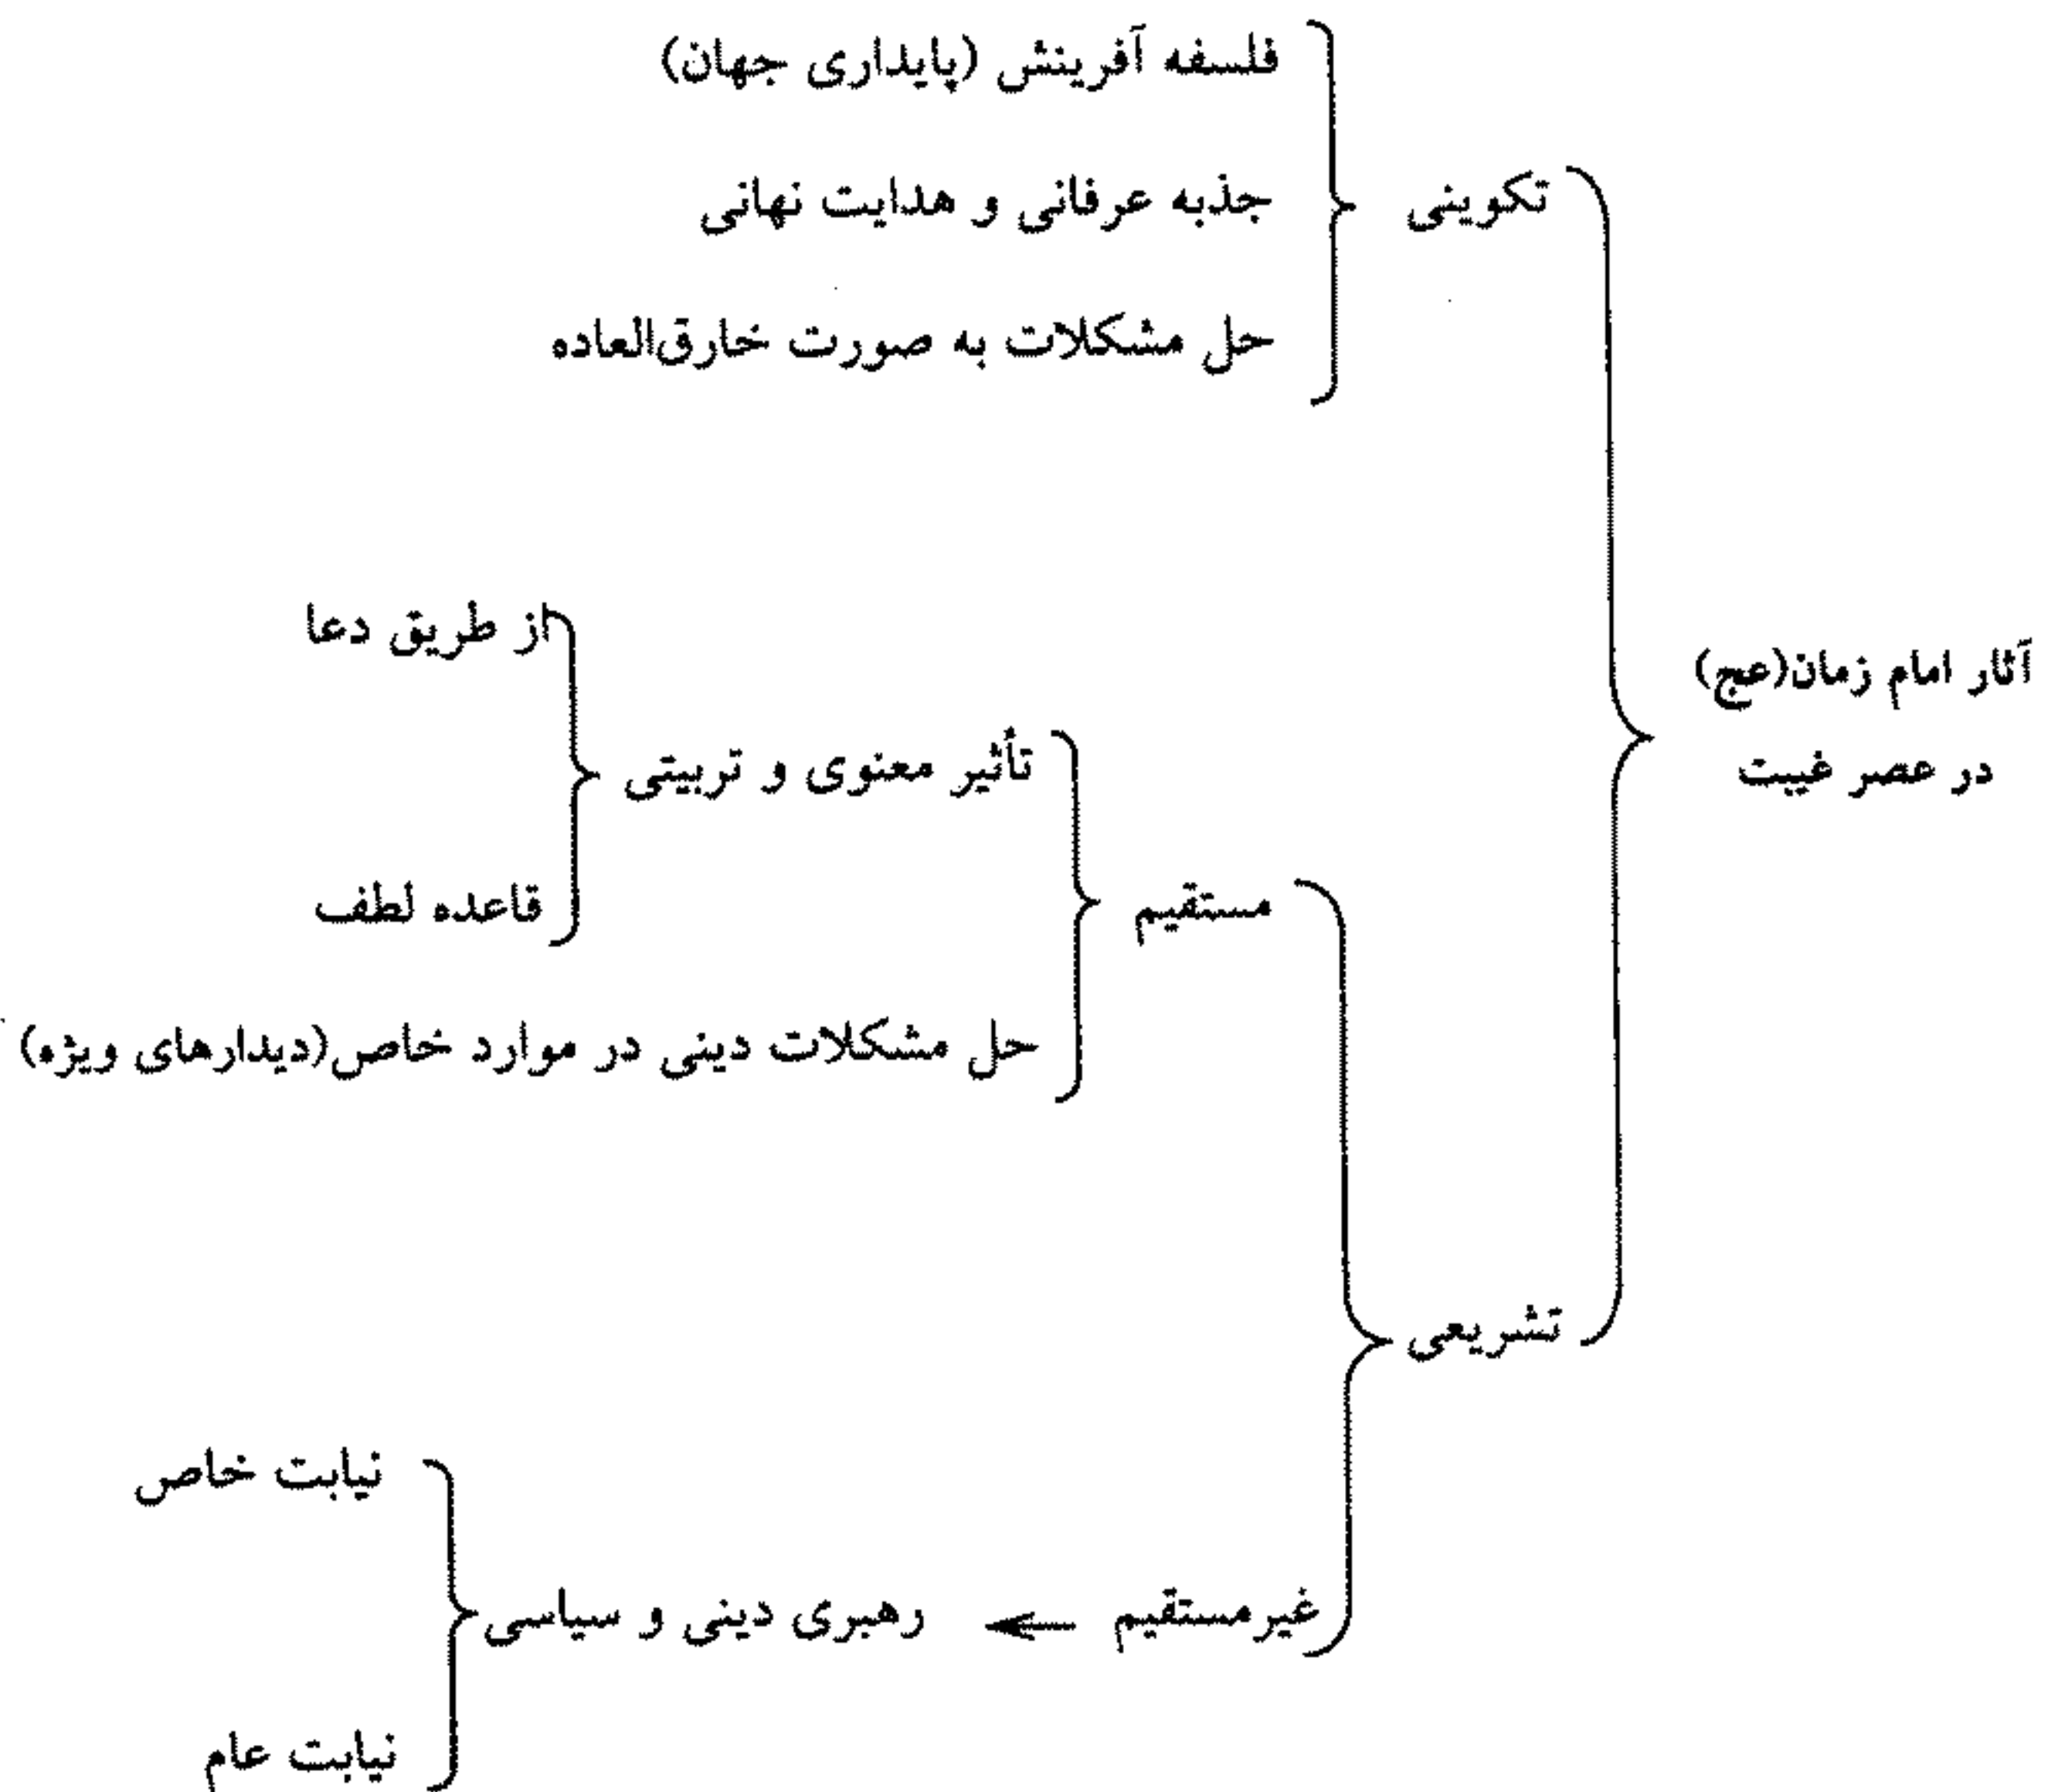 آثار امام زمان(عج)
در عصر غیبت
تکوینی
فلسفه آفرینش (پایداری جهان)
جذبه عرفانی و هدایت نهانی
حل مشکلات به صورت خارق‌العاده
تشریعی
مستقیم
تأثیر معنوی و تربیتی
از طریق دعا
قاعده لطف
حل مشکلات دینی در موارد خاص(دیدارهای ویژه)
غیرمستقیم
رهبری دینی و سیاسی
نیابت خاص
نیابت عام